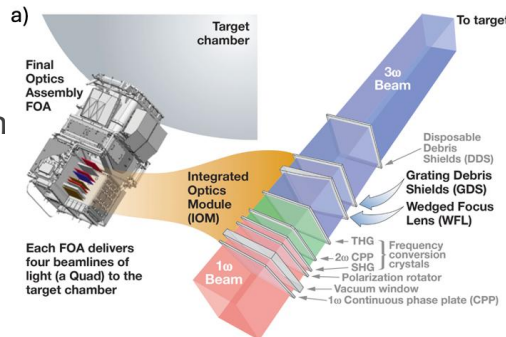 a)
Target
chamber
To target
Final
Optics
Assembly
FOA
3ω
Beam
Disposable
Debris
Shields (DDS)
Grating Debris
Shields (GDS)
Integrated
Optics
Module
(IOM)
Wedged Focus
Lens (WFL)
Each FOA delivers
four beamlines of
light (a Quad) to the
target chamber
1ω
Beam
THG
2ω CPP
SHG
Frequency
conversion
crystals
Polarization rotator
Vacuum window
1ω Continuous phase plate (CPP)